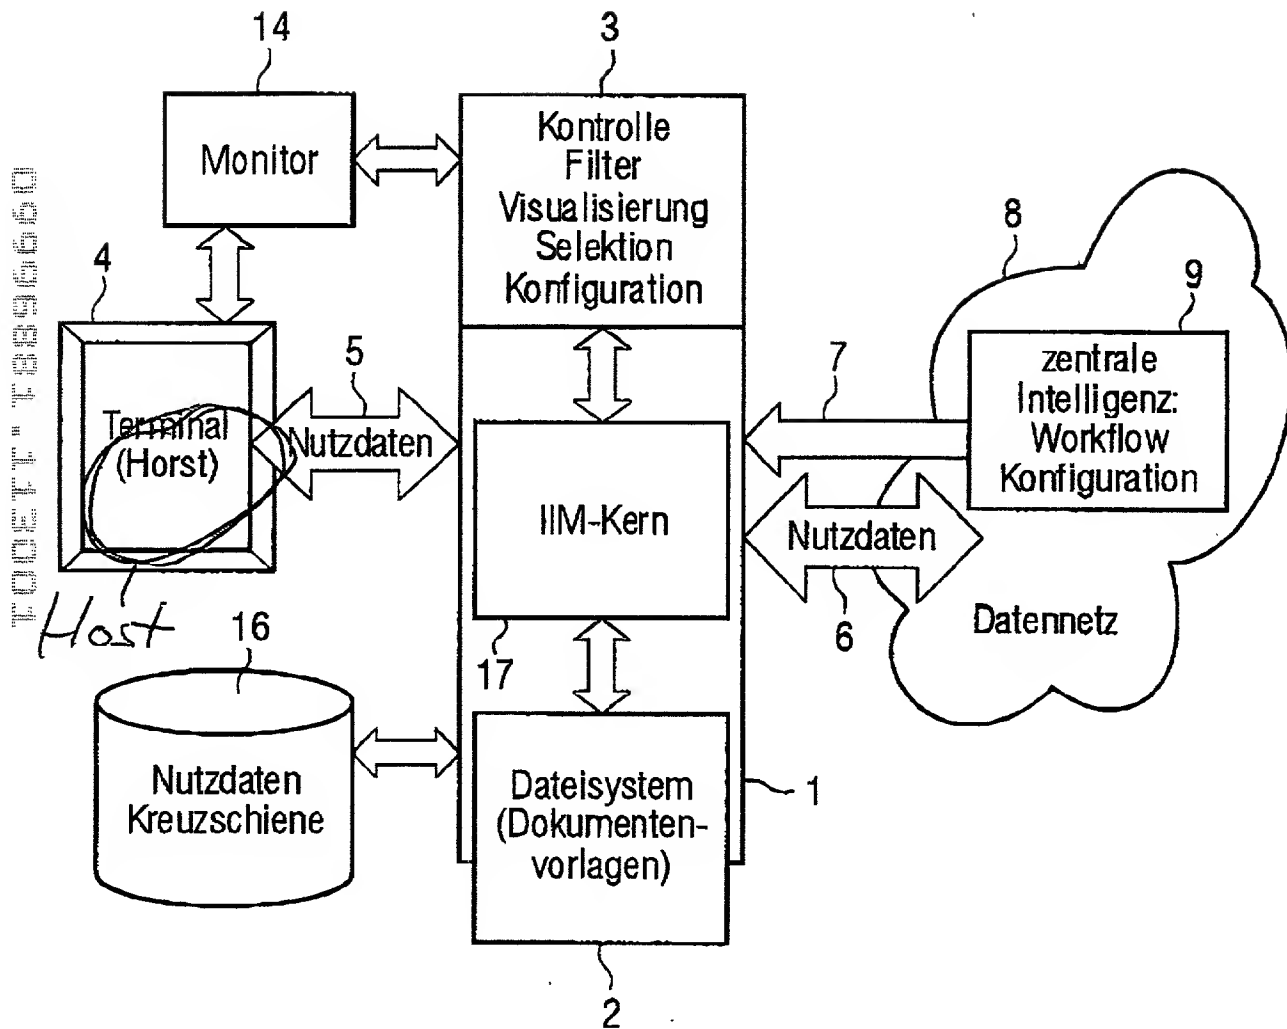 14
3
Monitor
Kontrolle
Filter
Visualisierung
Selektion
Konfiguration
4
Terminal
(Horst)
Host
5
Nutzdaten
7
8
9
zentrale
Intelligenz:
Workflow
Konfiguration
IIM-Kern
17
Nutzdaten
6
Datennetz
16
Nutzdaten
Kreuzschiene
Dateisystem
(Dokumenten-
vorlagen)
1
2